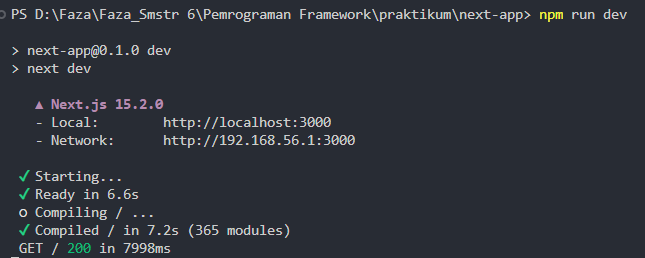 PS D:\Faza\Faza_Smstr 6\Pemrograman Framework\praktikum\next-app> npm run dev
> next-app@0.1.0 dev
> next dev
▲ Next.js 15.2.0
- Local: http://localhost:3000
- Network: http://192.168.56.1:3000
✓ Starting...
✓ Ready in 6.6s
○ Compiling / ...
✓ Compiled / in 7.2s (365 modules)
GET / 200 in 7998ms